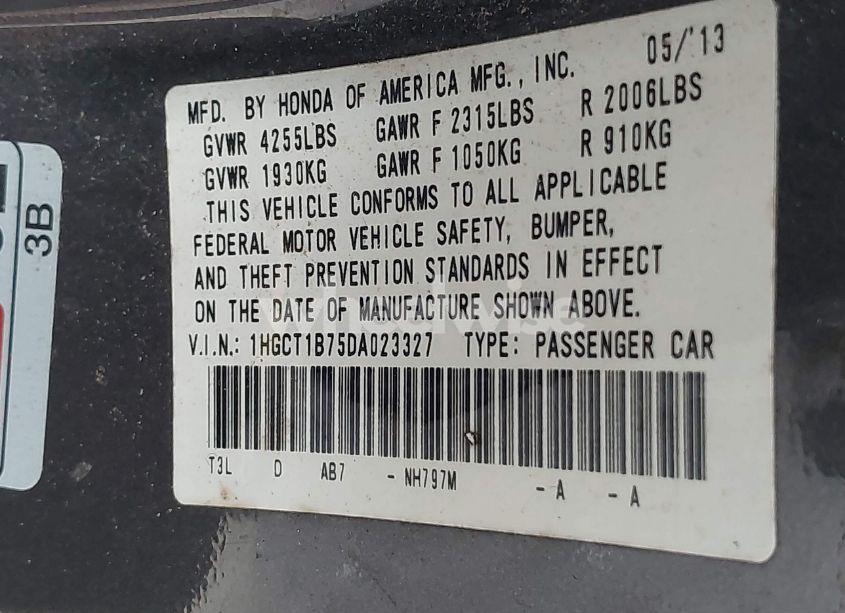 MFD. BY HONDA OF AMERICA MFG., INC. 05/'13
GVWR 4255LBS GAWR F 2315LBS R 2006LBS
GVWR 1930KG GAWR F 1050KG R 910KG
THIS VEHICLE CONFORMS TO ALL APPLICABLE
FEDERAL MOTOR VEHICLE SAFETY, BUMPER,
AND THEFT PREVENTION STANDARDS IN EFFECT
ON THE DATE OF MANUFACTURE SHOWN ABOVE.
V.I.N.: 1HGCT1B75DA023327 TYPE: PASSENGER CAR
T3L D AB7 - NH797M - A - A
3B